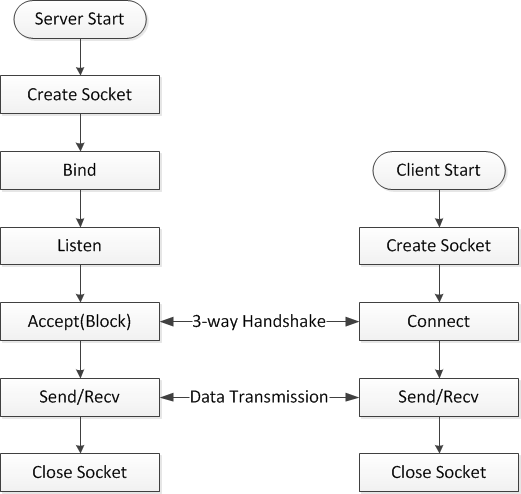 Server Start
Create Socket
Bind
Client Start
Listen
Create Socket
Accept(Block)
3-way Handshake
Connect
Send/Recv
Data Transmission
Send/Recv
Close Socket
Close Socket